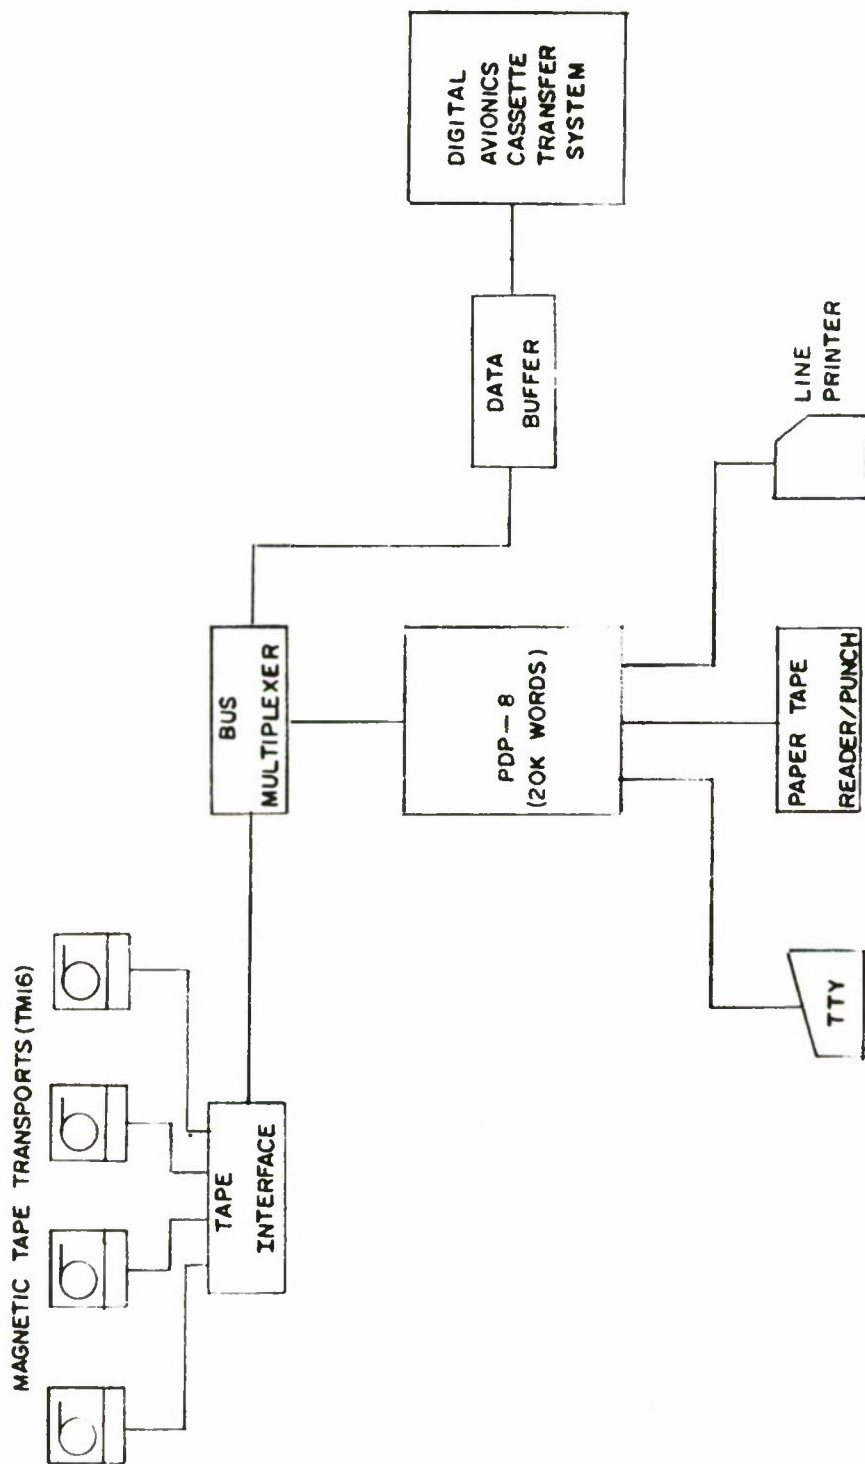 MAGNETIC TAPE TRANSPORTS (TM16)
TAPE
INTERFACE
BUS
MULTIPLEXER
DATA
BUFFER
DIGITAL
AVIONICS
CASSETTE
TRANSFER
SYSTEM
PDP-8
(20K WORDS)
TTY
PAPER TAPE
READER/PUNCH
LINE
PRINTER